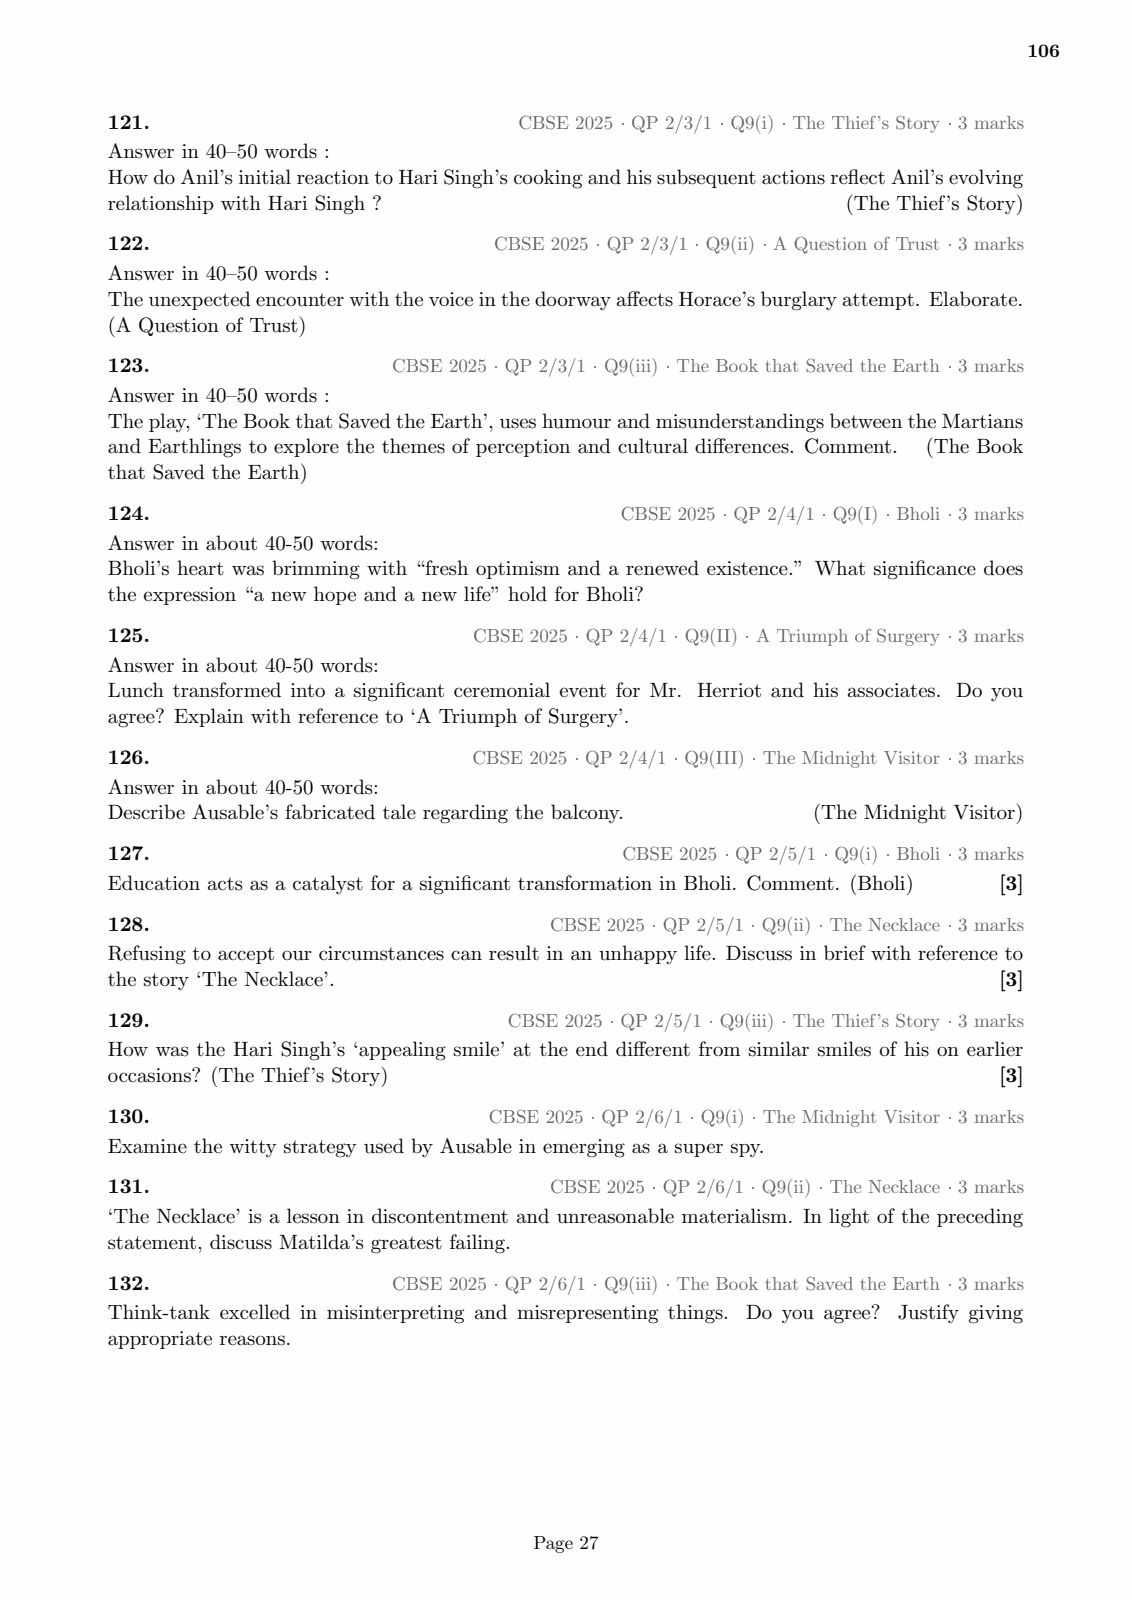 106
121. CBSE 2025 · QP 2/3/1 · Q9(i) · The Thief's Story · 3 marks
Answer in 40–50 words :
How do Anil's initial reaction to Hari Singh's cooking and his subsequent actions reflect Anil's evolving
relationship with Hari Singh ? (The Thief's Story)
122. CBSE 2025 · QP 2/3/1 · Q9(ii) · A Question of Trust · 3 marks
Answer in 40–50 words :
The unexpected encounter with the voice in the doorway affects Horace's burglary attempt. Elaborate.
(A Question of Trust)
123. CBSE 2025 · QP 2/3/1 · Q9(iii) · The Book that Saved the Earth · 3 marks
Answer in 40–50 words :
The play, ‘The Book that Saved the Earth’, uses humour and misunderstandings between the Martians
and Earthlings to explore the themes of perception and cultural differences. Comment. (The Book
that Saved the Earth)
124. CBSE 2025 · QP 2/4/1 · Q9(I) · Bholi · 3 marks
Answer in about 40-50 words:
Bholi's heart was brimming with “fresh optimism and a renewed existence.” What significance does
the expression “a new hope and a new life” hold for Bholi?
125. CBSE 2025 · QP 2/4/1 · Q9(II) · A Triumph of Surgery · 3 marks
Answer in about 40-50 words:
Lunch transformed into a significant ceremonial event for Mr. Herriot and his associates. Do you
agree? Explain with reference to ‘A Triumph of Surgery’.
126. CBSE 2025 · QP 2/4/1 · Q9(III) · The Midnight Visitor · 3 marks
Answer in about 40-50 words:
Describe Ausable's fabricated tale regarding the balcony. (The Midnight Visitor)
127. CBSE 2025 · QP 2/5/1 · Q9(i) · Bholi · 3 marks
Education acts as a catalyst for a significant transformation in Bholi. Comment. (Bholi) [3]
128. CBSE 2025 · QP 2/5/1 · Q9(ii) · The Necklace · 3 marks
Refusing to accept our circumstances can result in an unhappy life. Discuss in brief with reference to
the story ‘The Necklace’. [3]
129. CBSE 2025 · QP 2/5/1 · Q9(iii) · The Thief's Story · 3 marks
How was the Hari Singh's ‘appealing smile’ at the end different from similar smiles of his on earlier
occasions? (The Thief's Story) [3]
130. CBSE 2025 · QP 2/6/1 · Q9(i) · The Midnight Visitor · 3 marks
Examine the witty strategy used by Ausable in emerging as a super spy.
131. CBSE 2025 · QP 2/6/1 · Q9(ii) · The Necklace · 3 marks
‘The Necklace’ is a lesson in discontentment and unreasonable materialism. In light of the preceding
statement, discuss Matilda's greatest failing.
132. CBSE 2025 · QP 2/6/1 · Q9(iii) · The Book that Saved the Earth · 3 marks
Think-tank excelled in misinterpreting and misrepresenting things. Do you agree? Justify giving
appropriate reasons.
Page 27